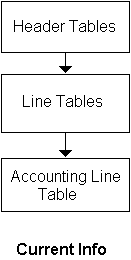 Header Tables
Line Tables
Accounting Line
Table
Current Info